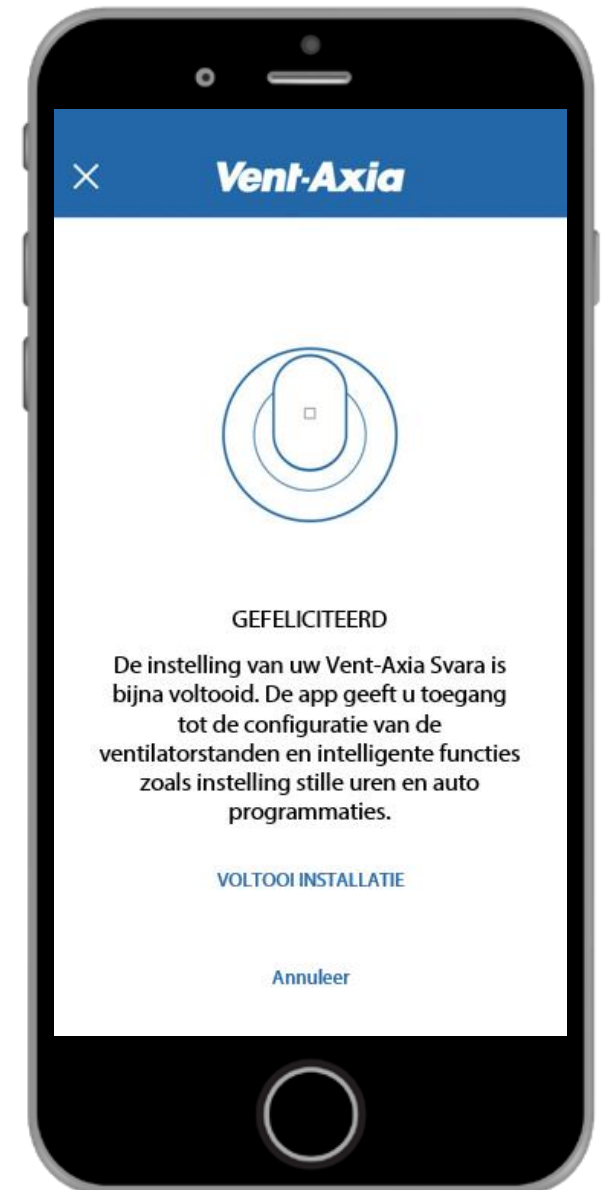 Vent-Axia
GEFELICITEERD
De instelling van uw Vent-Axia Svara is
bijna voltooid. De app geeft u toegang
tot de configuratie van de
ventilatorstanden en intelligente functies
zoals instelling stille uren en auto
programmaties.
VOLTOOI INSTALLATIE
Annuleer